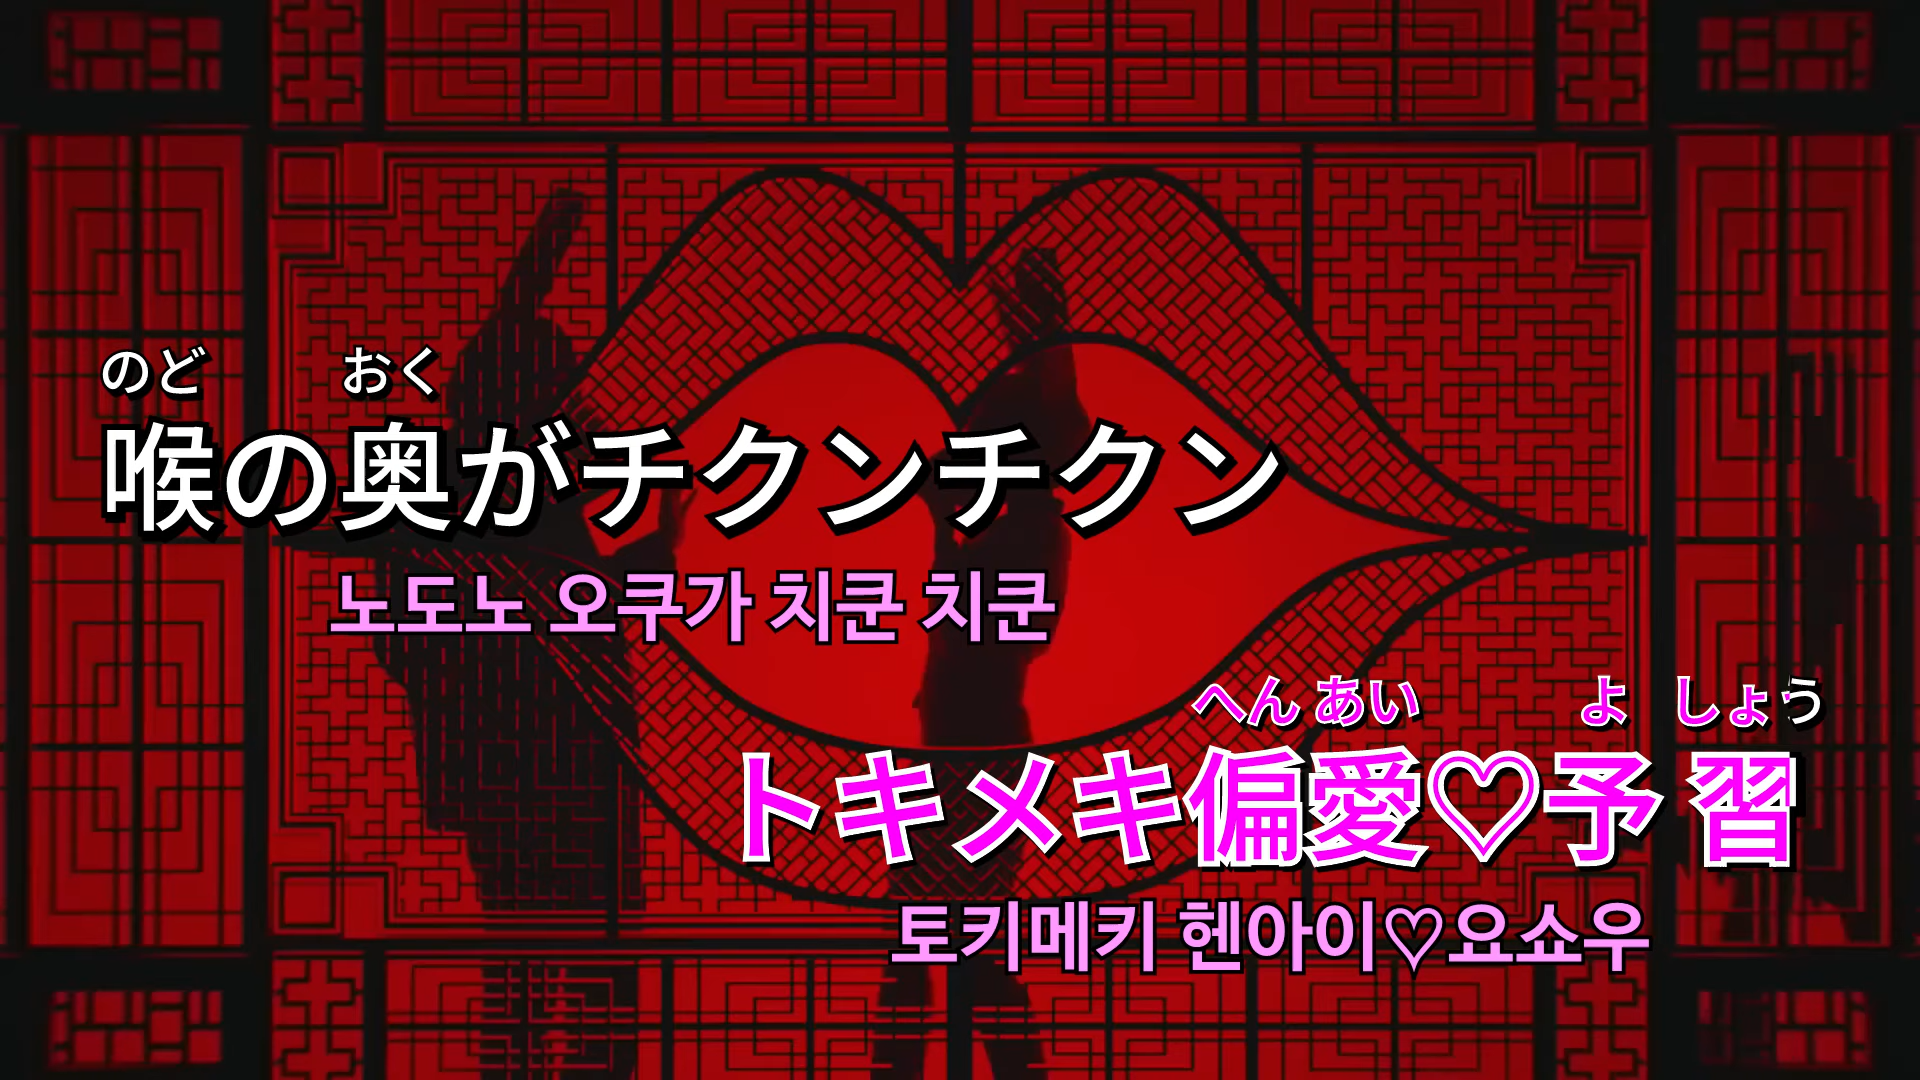 のど おく
喉の奥がチクンチクン
노도노 오쿠가 치쿤 치쿤
へん あい よ しょう
トキメキ偏愛♡予 習
토키메키 헨아이♡요쇼우